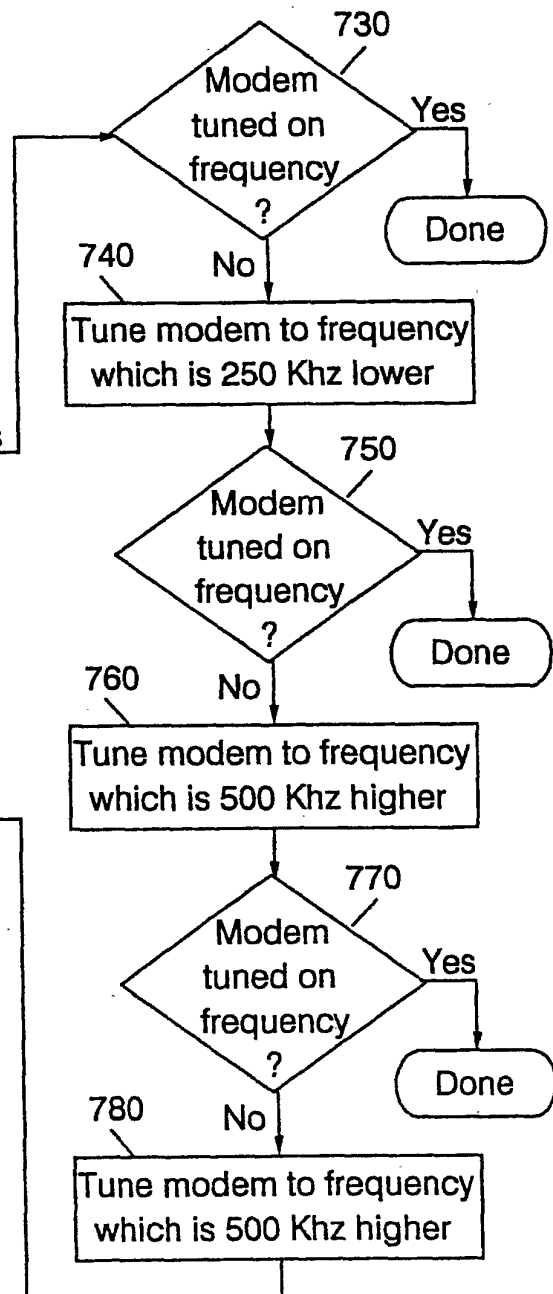 730
Modem
tuned on
frequency
?
Yes
Done
No
740
Tune modem to frequency
which is 250 Khz lower
s
750
Modem
tuned on
frequency
?
Yes
Done
No
760
Tune modem to frequency
which is 500 Khz higher
770
Modem
tuned on
frequency
?
Yes
Done
No
780
Tune modem to frequency
which is 500 Khz higher